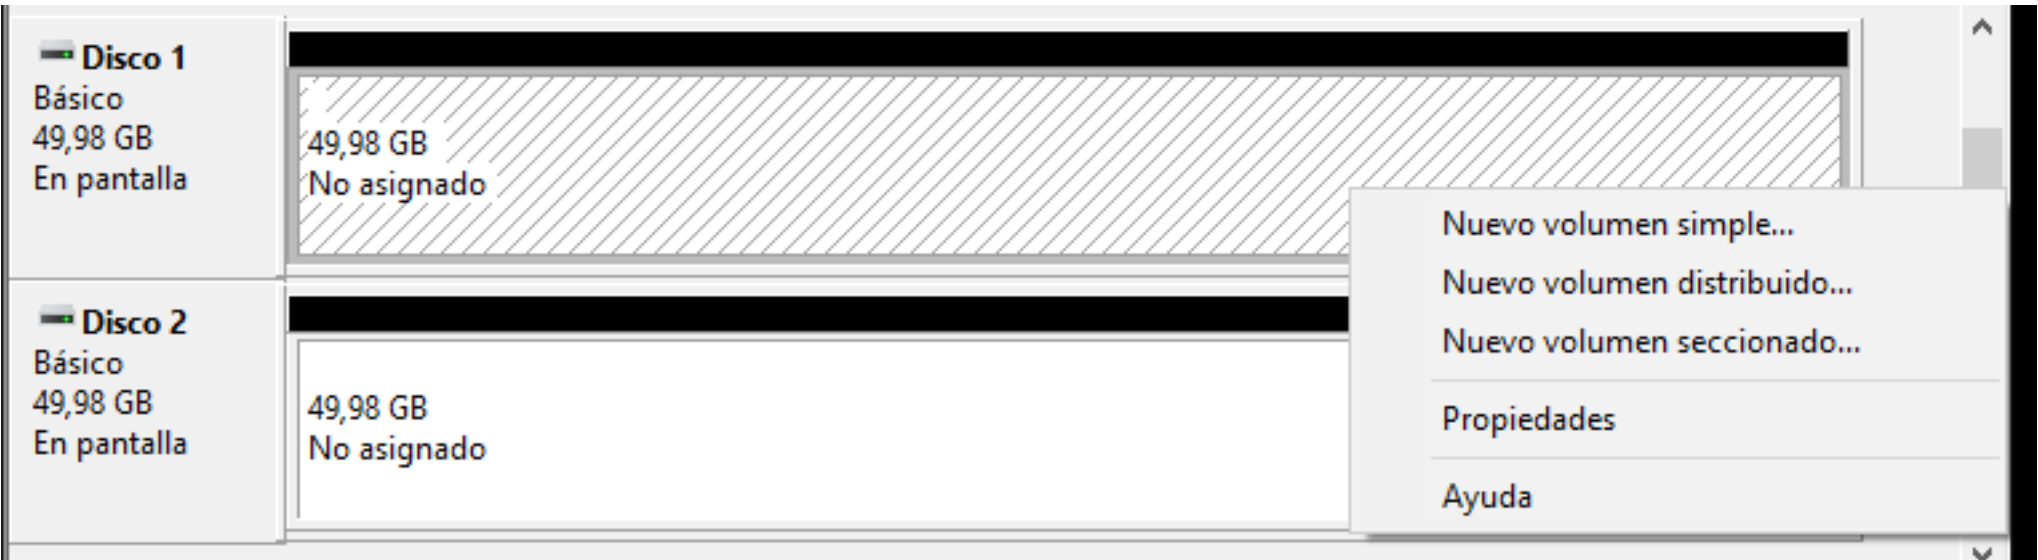 Disco 1
Básico
49,98 GB
En pantalla
49,98 GB
No asignado
Disco 2
Básico
49,98 GB
En pantalla
49,98 GB
No asignado
Nuevo volumen simple...
Nuevo volumen distribuido...
Nuevo volumen seccionado...
Propiedades
Ayuda